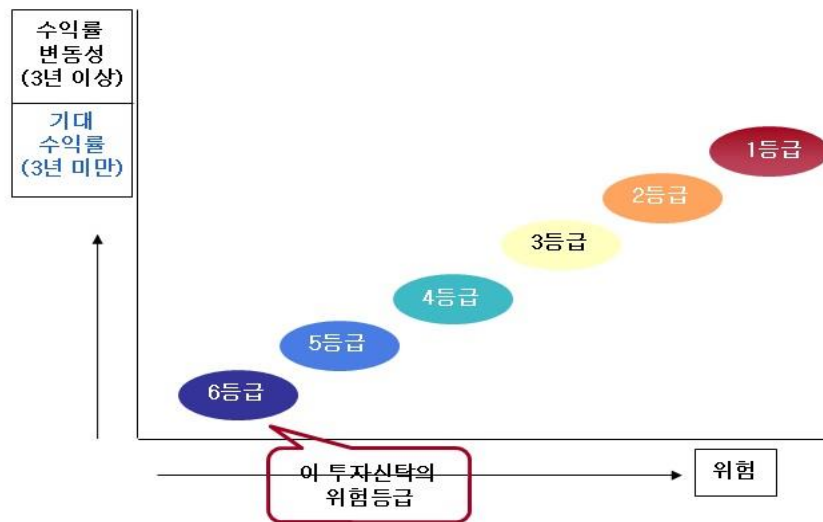 수익률
변동성
(3년 이상)
기대
수익률
(3년 미만)
1등급
2등급
3등급
4등급
5등급
6등급
이 투자신탁의
위험등급
위험